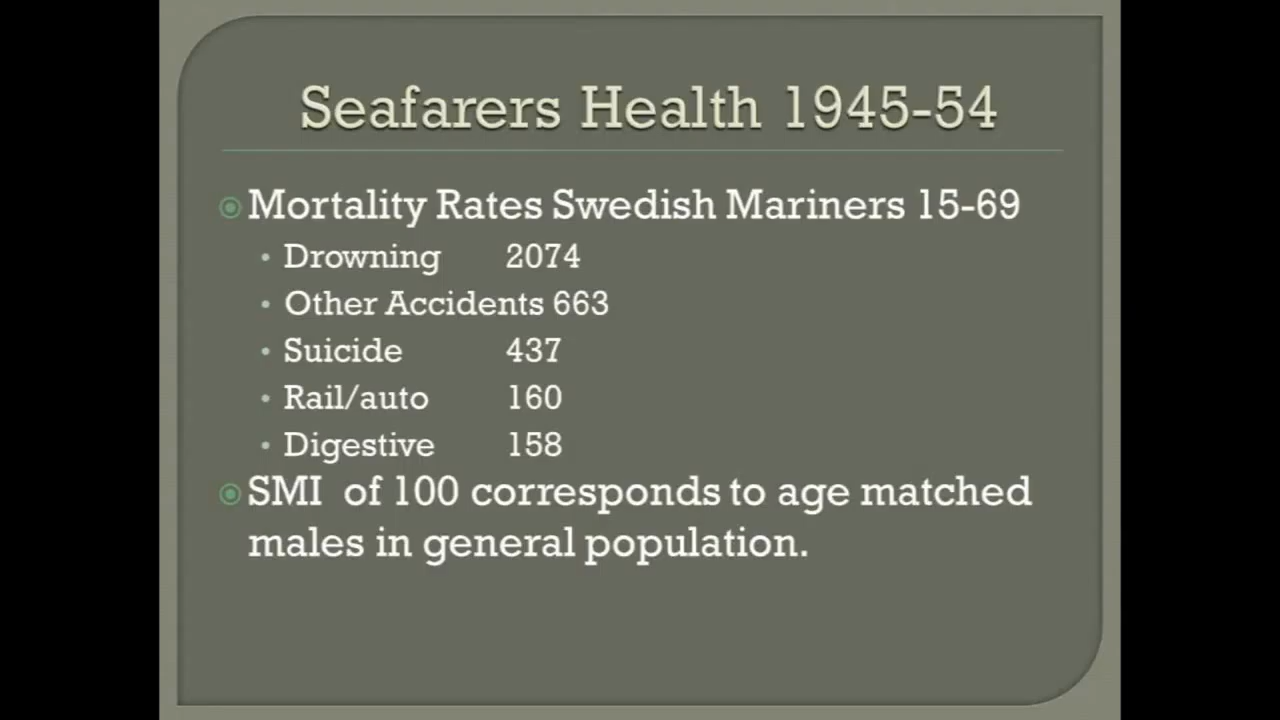 Seafarers Health 1945-54
Mortality Rates Swedish Mariners 15-69
Drowning 2074
Other Accidents 663
Suicide 437
Rail/auto 160
Digestive 158
SMI of 100 corresponds to age matched
males in general population.